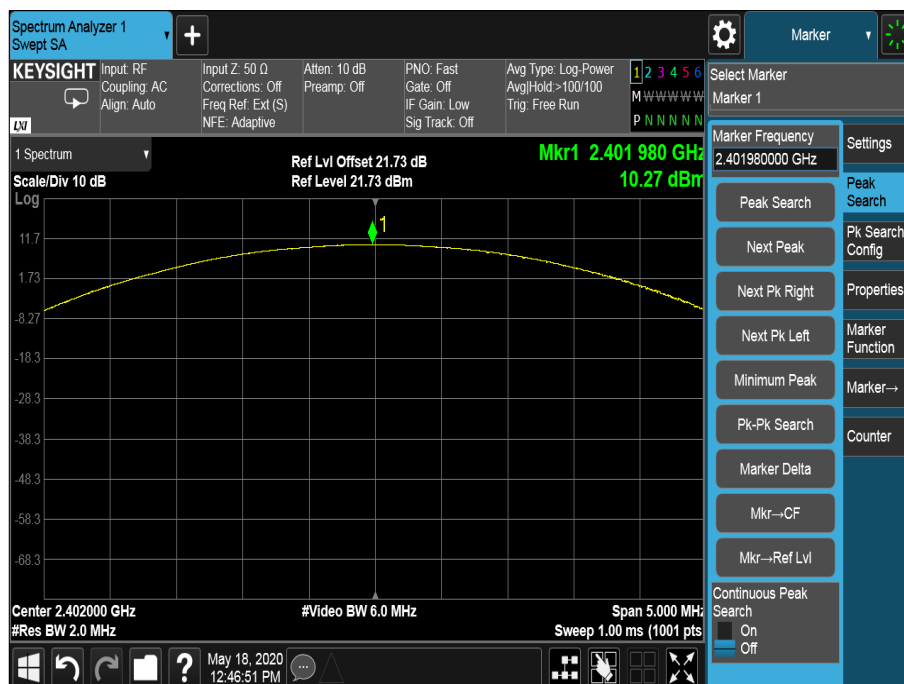 Spectrum Analyzer 1
Swept SA
+
Marker
KEYSIGHT
LXI
Input: RF
Coupling: AC
Align: Auto
Input Z: 50 Ω
Corrections: Off
Freq Ref: Ext (S)
NFE: Adaptive
Atten: 10 dB
Preamp: Off
PNO: Fast
Gate: Off
IF Gain: Low
Sig Track: Off
Avg Type: Log-Power
Avg|Hold:>100/100
Trig: Free Run
1 2 3 4 5 6
M W W W W W
P N N N N N
Select Marker
Marker 1
1 Spectrum
Scale/Div 10 dB
Log
Ref Lvl Offset 21.73 dB
Ref Level 21.73 dBm
Mkr1 2.401 980 GHz
10.27 dBm
1
11.7
1.73
-8.27
-18.3
-28.3
-38.3
-48.3
-58.3
-68.3
Center 2.402000 GHz
#Res BW 2.0 MHz
#Video BW 6.0 MHz
Span 5.000 MHz
Sweep 1.00 ms (1001 pts
Marker Frequency
2.401980000 GHz
Peak Search
Next Peak
Next Pk Right
Next Pk Left
Minimum Peak
Pk-Pk Search
Marker Delta
Mkr→CF
Mkr→Ref Lvl
Continuous Peak
Search
On
Off
Settings
Peak
Search
Pk Search
Config
Properties
Marker
Function
Marker→
Counter
?
May 18, 2020
12:46:51 PM